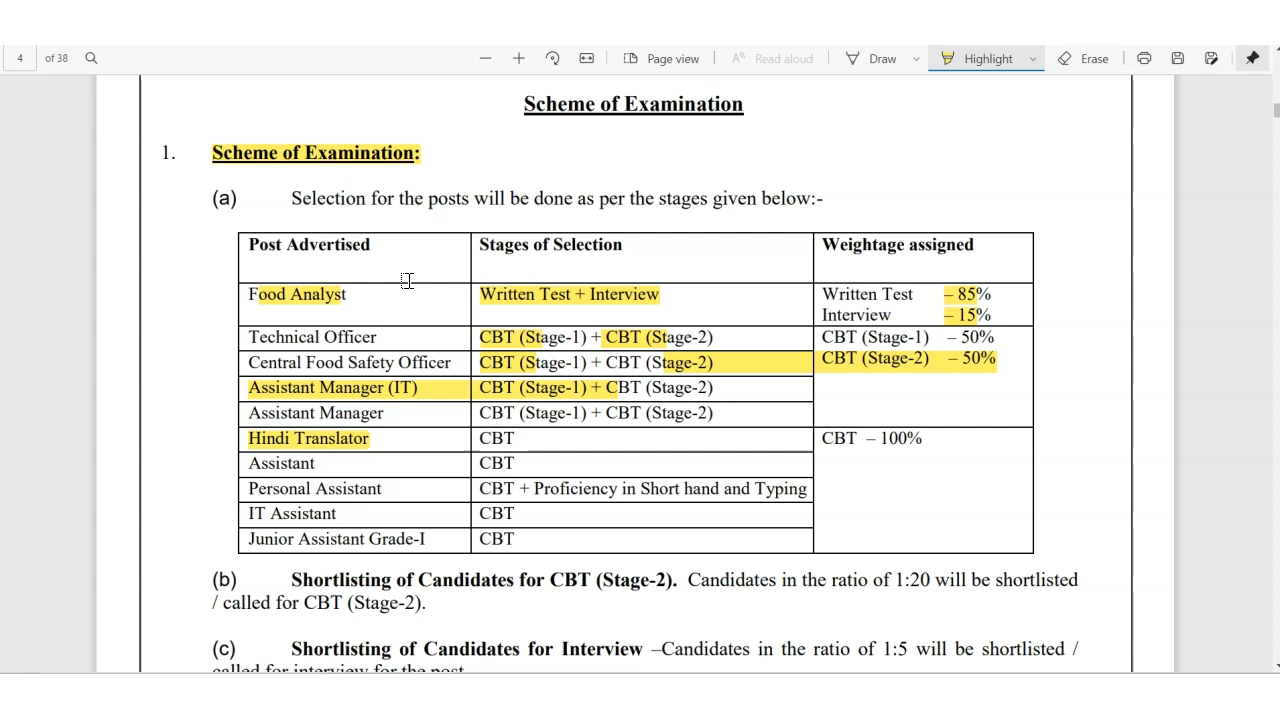 4 of 38 Page view Read aloud Draw Highlight Erase
Scheme of Examination
1. Scheme of Examination:
(a) Selection for the posts will be done as per the stages given below:-
Post Advertised Stages of Selection Weightage assigned
Food Analyst Written Test + Interview Written Test – 85%
Interview – 15%
Technical Officer CBT (Stage-1) + CBT (Stage-2) CBT (Stage-1) – 50%
Central Food Safety Officer CBT (Stage-1) + CBT (Stage-2) CBT (Stage-2) – 50%
Assistant Manager (IT) CBT (Stage-1) + CBT (Stage-2)
Assistant Manager CBT (Stage-1) + CBT (Stage-2)
Hindi Translator CBT CBT – 100%
Assistant CBT
Personal Assistant CBT + Proficiency in Short hand and Typing
IT Assistant CBT
Junior Assistant Grade-I CBT
(b) Shortlisting of Candidates for CBT (Stage-2). Candidates in the ratio of 1:20 will be shortlisted
/ called for CBT (Stage-2).
(c) Shortlisting of Candidates for Interview –Candidates in the ratio of 1:5 will be shortlisted /
called for interview for the post